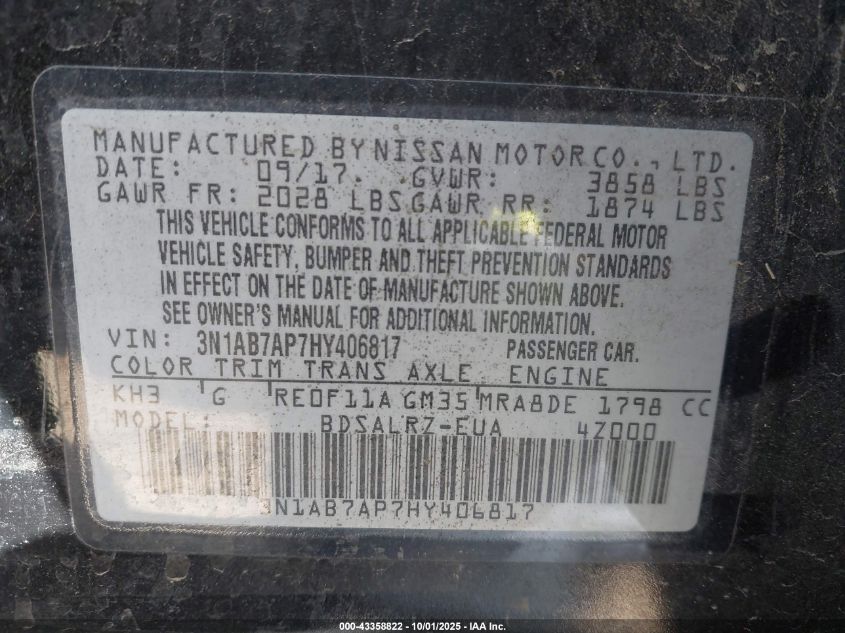 MANUFACTURED BY NISSAN MOTOR CO., LTD.
DATE: 09/17. GVWR: 3858 LBS
GAWR FR: 2028 LBS GAWR RR: 1874 LBS
THIS VEHICLE CONFORMS TO ALL APPLICABLE FEDERAL MOTOR
VEHICLE SAFETY, BUMPER AND THEFT PREVENTION STANDARDS
IN EFFECT ON THE DATE OF MANUFACTURE SHOWN ABOVE.
SEE OWNER'S MANUAL FOR ADDITIONAL INFORMATION.
VIN: 3N1AB7AP7HY406817 PASSENGER CAR.
COLOR TRIM TRANS AXLE ENGINE
KH3 G RE0F11A GM35 MRA8DE 1798 CC
MODEL: BDSALRZ-EUA 4Z000
3N1AB7AP7HY406817
000-43358822 - 10/01/2025 - IAA Inc.